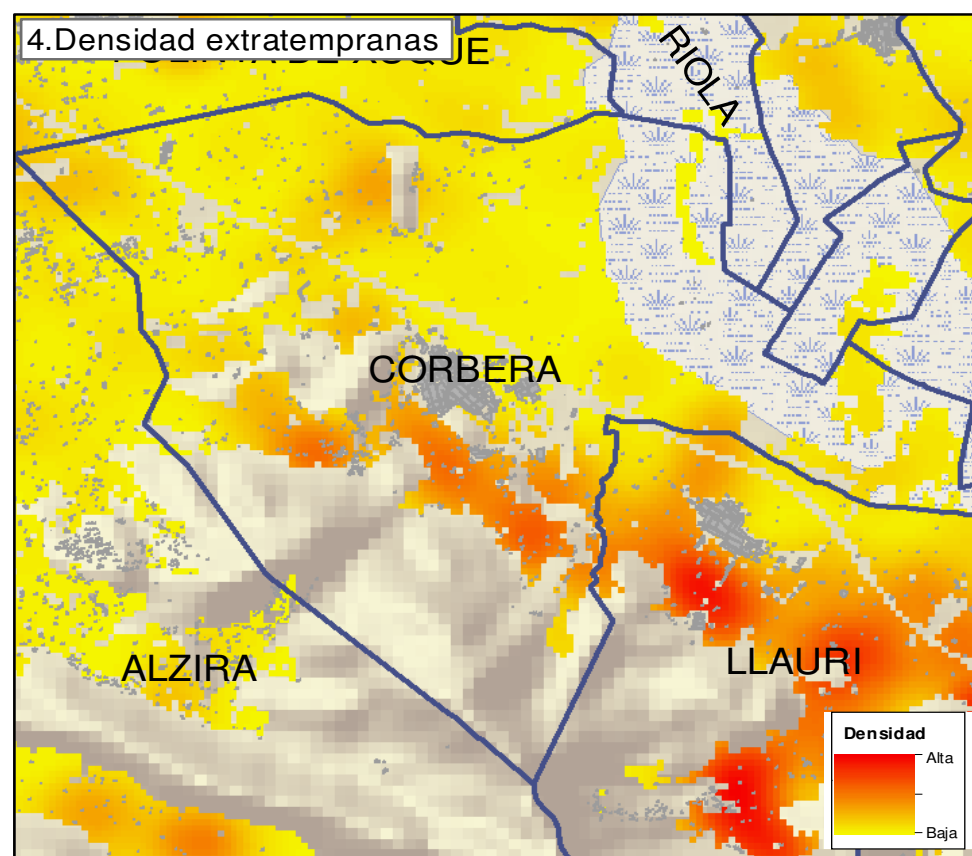 4.Densidad extratempranas
RIOLA
CORBERA
ALZIRA
LLAURI
Densidad
Alta
Baja